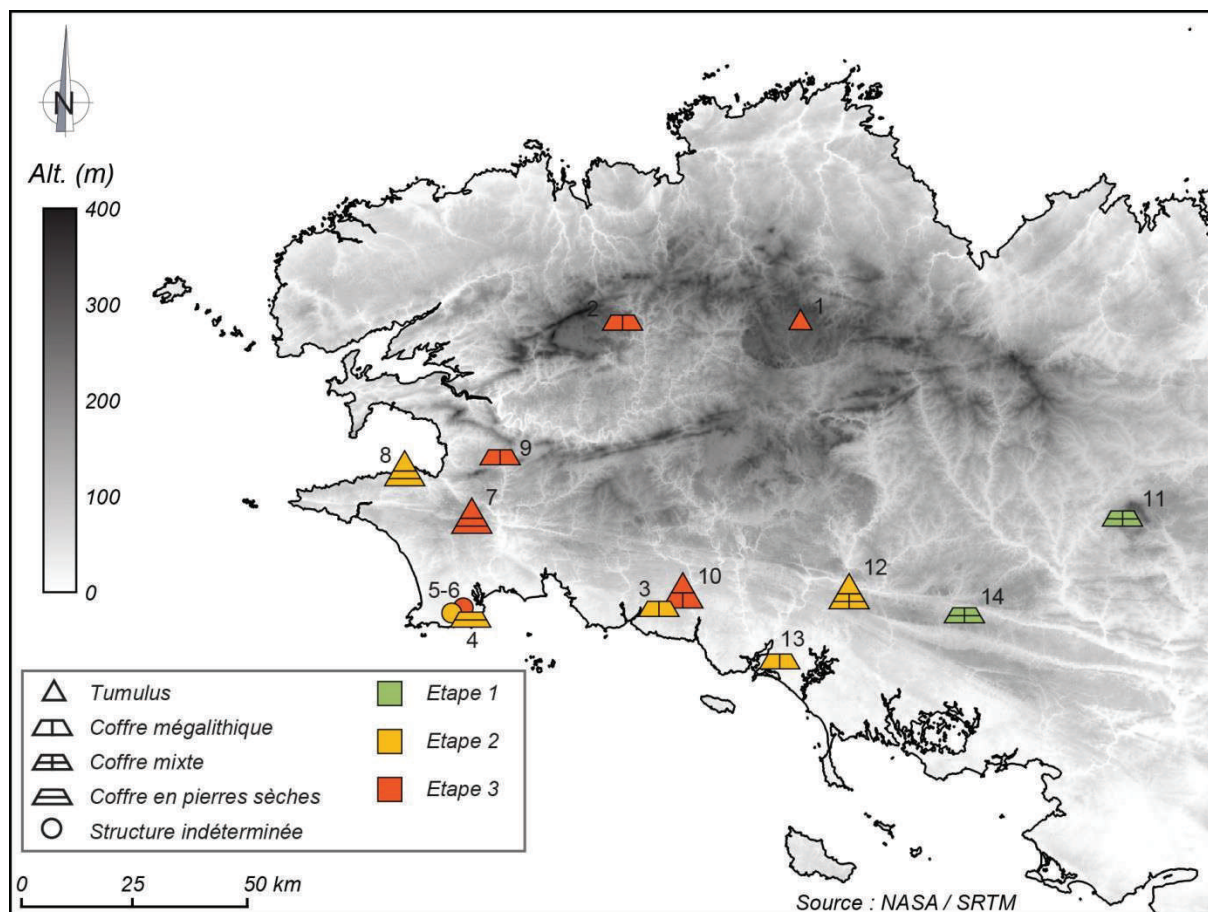 N
Alt. (m)
400
300
200
100
0
2
1
9
8
7
11
5-6
4
3
10
12
14
13
Tumulus
Coffre mégalithique
Coffre mixte
Coffre en pierres sèches
Structure indéterminée
Etape 1
Etape 2
Etape 3
0 25 50 km
Source : NASA / SRTM